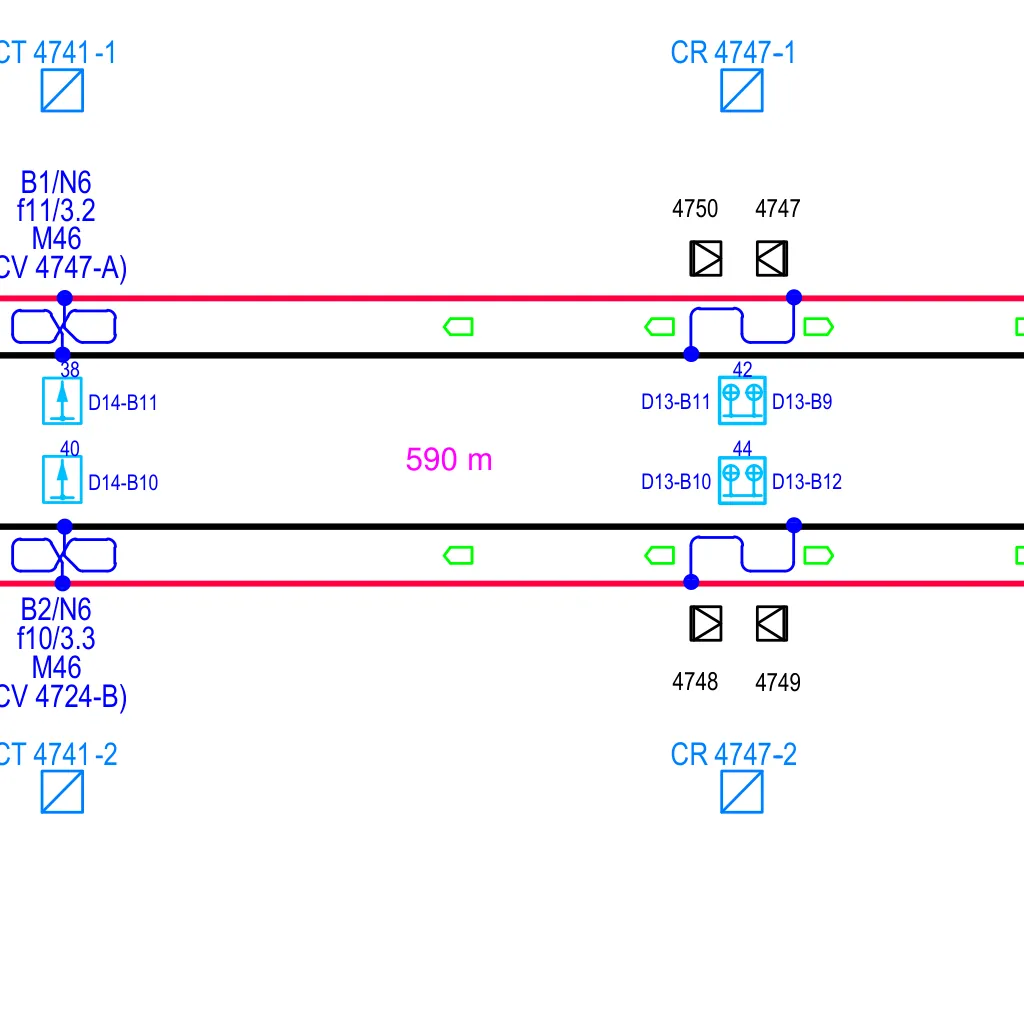 CT 4741-1
CR 4747-1
B1/N6
f11/3.2
M46
CV 4747-A)
4750
4747
38
D14-B11
42
D13-B11
D13-B9
40
D14-B10
590 m
44
D13-B10
D13-B12
B2/N6
f10/3.3
M46
CV 4724-B)
4748
4749
CT 4741-2
CR 4747-2